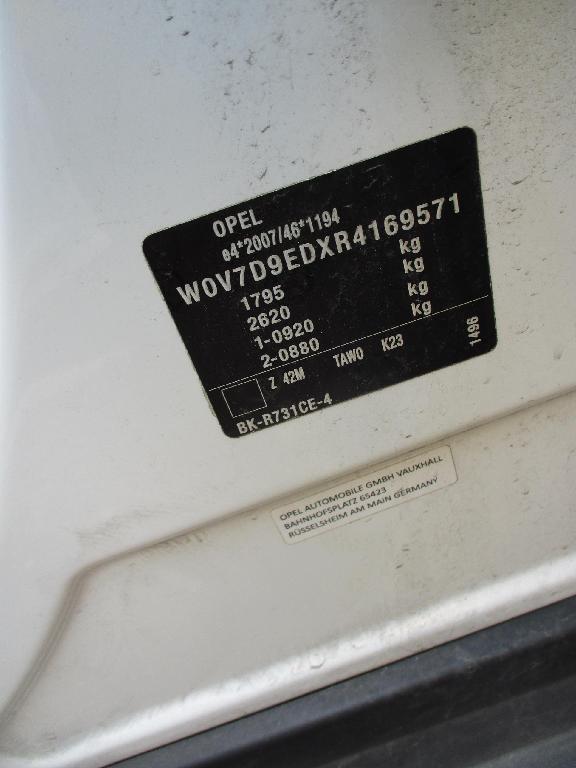 OPEL
e4*2007/46*1194
W0V7D9EDXR4169571
1795 kg
2620 kg
1-0920 kg
2-0880 kg
Z 42M TAW0 K23 1496
BK-R731CE-4
OPEL AUTOMOBILE GMBH VAUXHALL
BAHNHOFSPLATZ 65423
RÜSSELSHEIM AM MAIN GERMANY